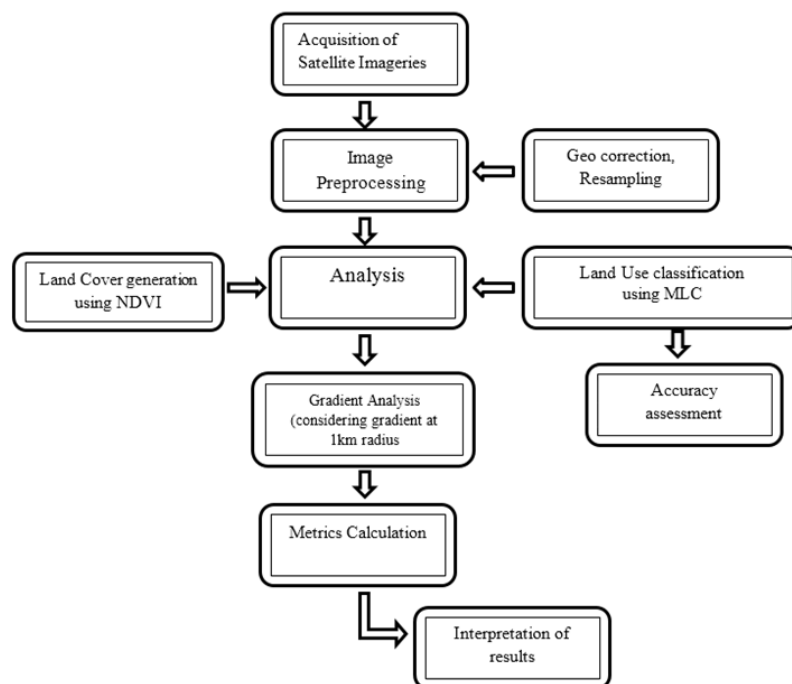 Acquisition of
Satellite Imageries
Image
Preprocessing
Geo correction,
Resampling
Land Cover generation
using NDVI
Analysis
Land Use classification
using MLC
Gradient Analysis
(considering gradient at
1km radius
Accuracy
assessment
Metrics Calculation
Interpretation of
results